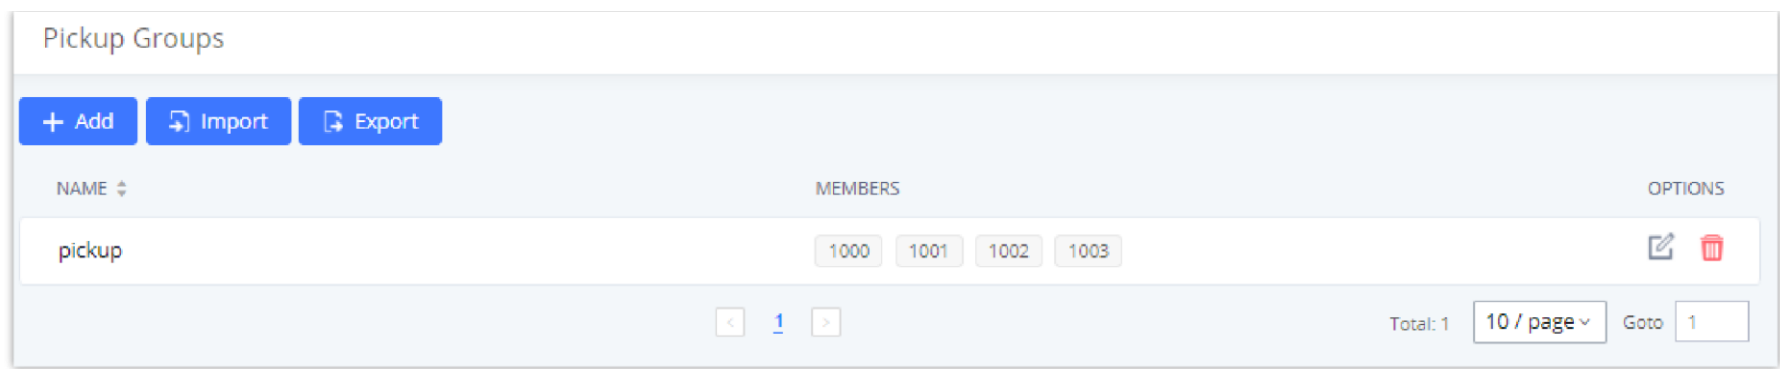 Pickup Groups
Add Import Export
NAME MEMBERS OPTIONS
pickup 1000 1001 1002 1003
< 1 > Total: 1 10 / page Goto 1